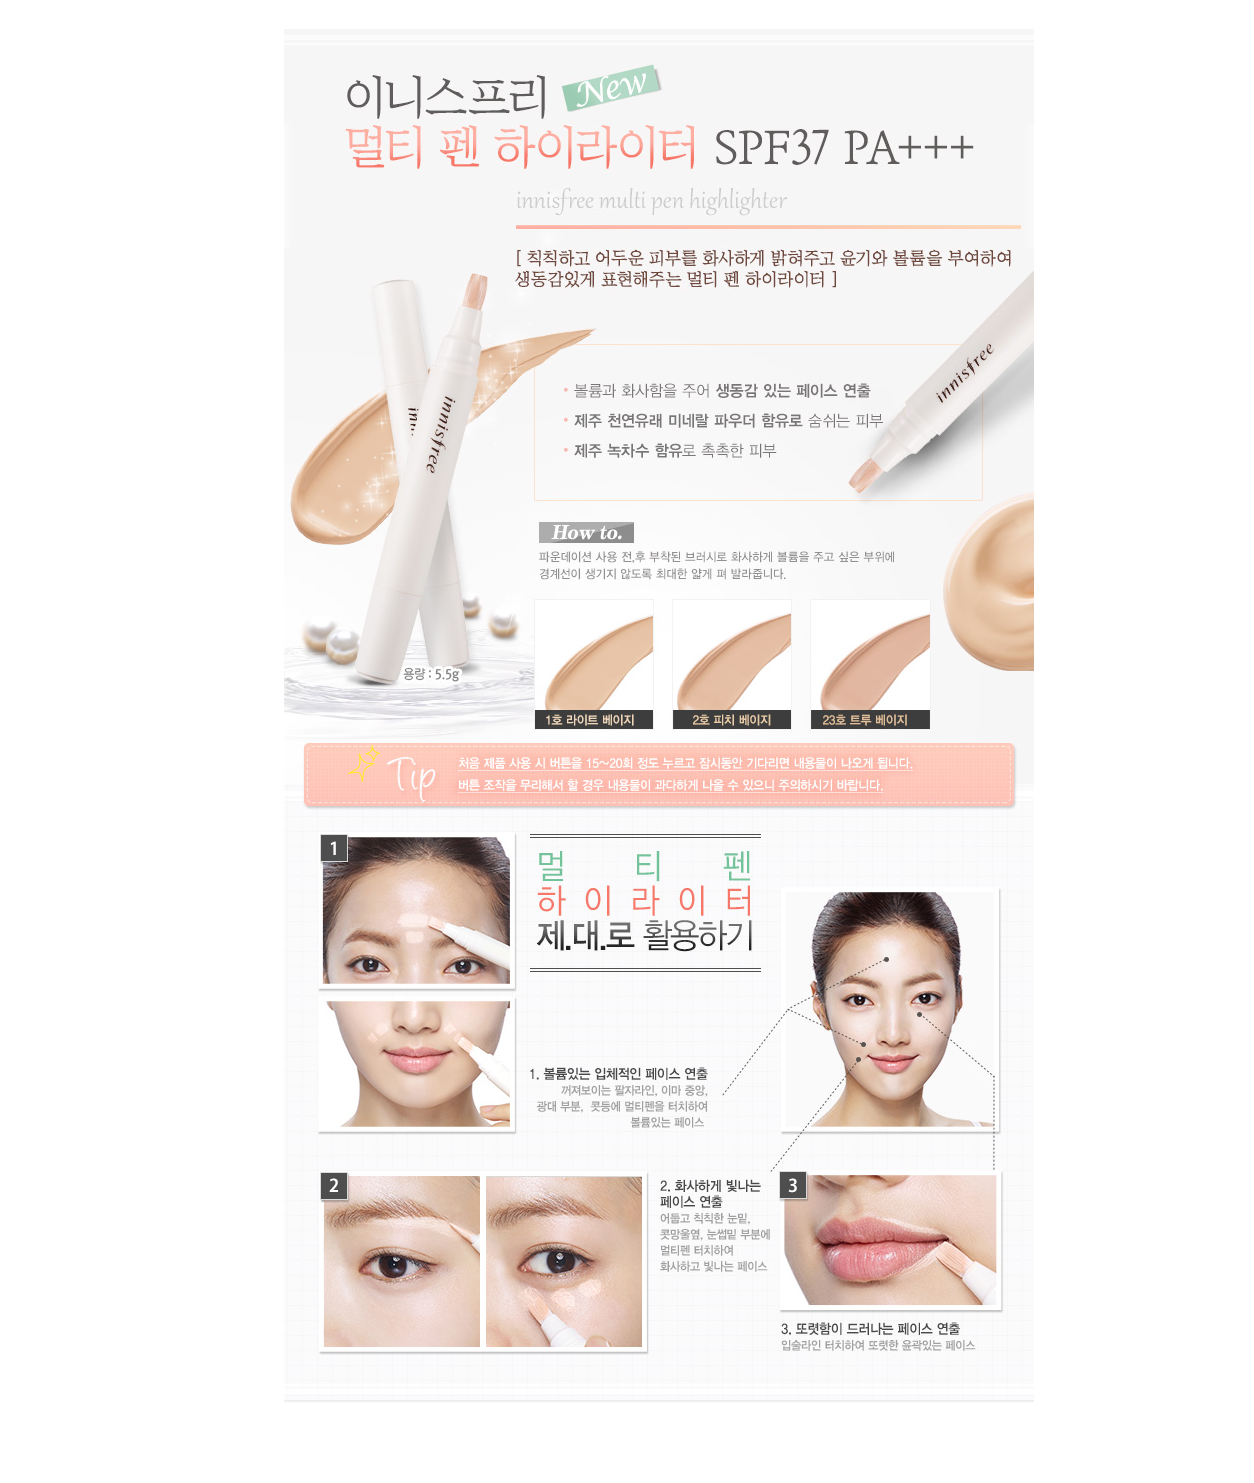 이니스프리 New
멀티 펜 하이라이터 SPF37 PA+++
innisfree multi pen highlighter
[ 칙칙하고 어두운 피부를 화사하게 밝혀주고 윤기와 볼륨을 부여하여
생동감있게 표현해주는 멀티 펜 하이라이터 ]
innisfree
inni
innisfree
• 볼륨과 화사함을 주어 생동감 있는 페이스 연출
• 제주 천연유래 미네랄 파우더 함유로 숨쉬는 피부
• 제주 녹차수 함유로 촉촉한 피부
How to.
파운데이션 사용 전,후 부착된 브러시로 화사하게 볼륨을 주고 싶은 부위에
경계선이 생기지 않도록 최대한 얇게 펴 발라줍니다.
용량 : 5.5g
1호 라이트 베이지
2호 피치 베이지
23호 트루 베이지
Tip
처음 제품 사용 시 버튼을 15~20회 정도 누르고 잠시동안 기다리면 내용물이 나오게 됩니다.
버튼 조작을 무리해서 할 경우 내용물이 과다하게 나올 수 있으니 주의하시기 바랍니다.
1
멀 티 펜
하 이 라 이 터
제.대.로 활용하기
1. 볼륨있는 입체적인 페이스 연출
꺼져보이는 팔자라인, 이마 중앙,
광대 부분, 콧등에 멀티펜을 터치하여
볼륨있는 페이스
2
2. 화사하게 빛나는
페이스 연출
어둡고 칙칙한 눈밑,
콧망울옆, 눈썹밑 부분에
멀티펜 터치하여
화사하고 빛나는 페이스
3
3. 또렷함이 드러나는 페이스 연출
입술라인 터치하여 또렷한 윤곽있는 페이스